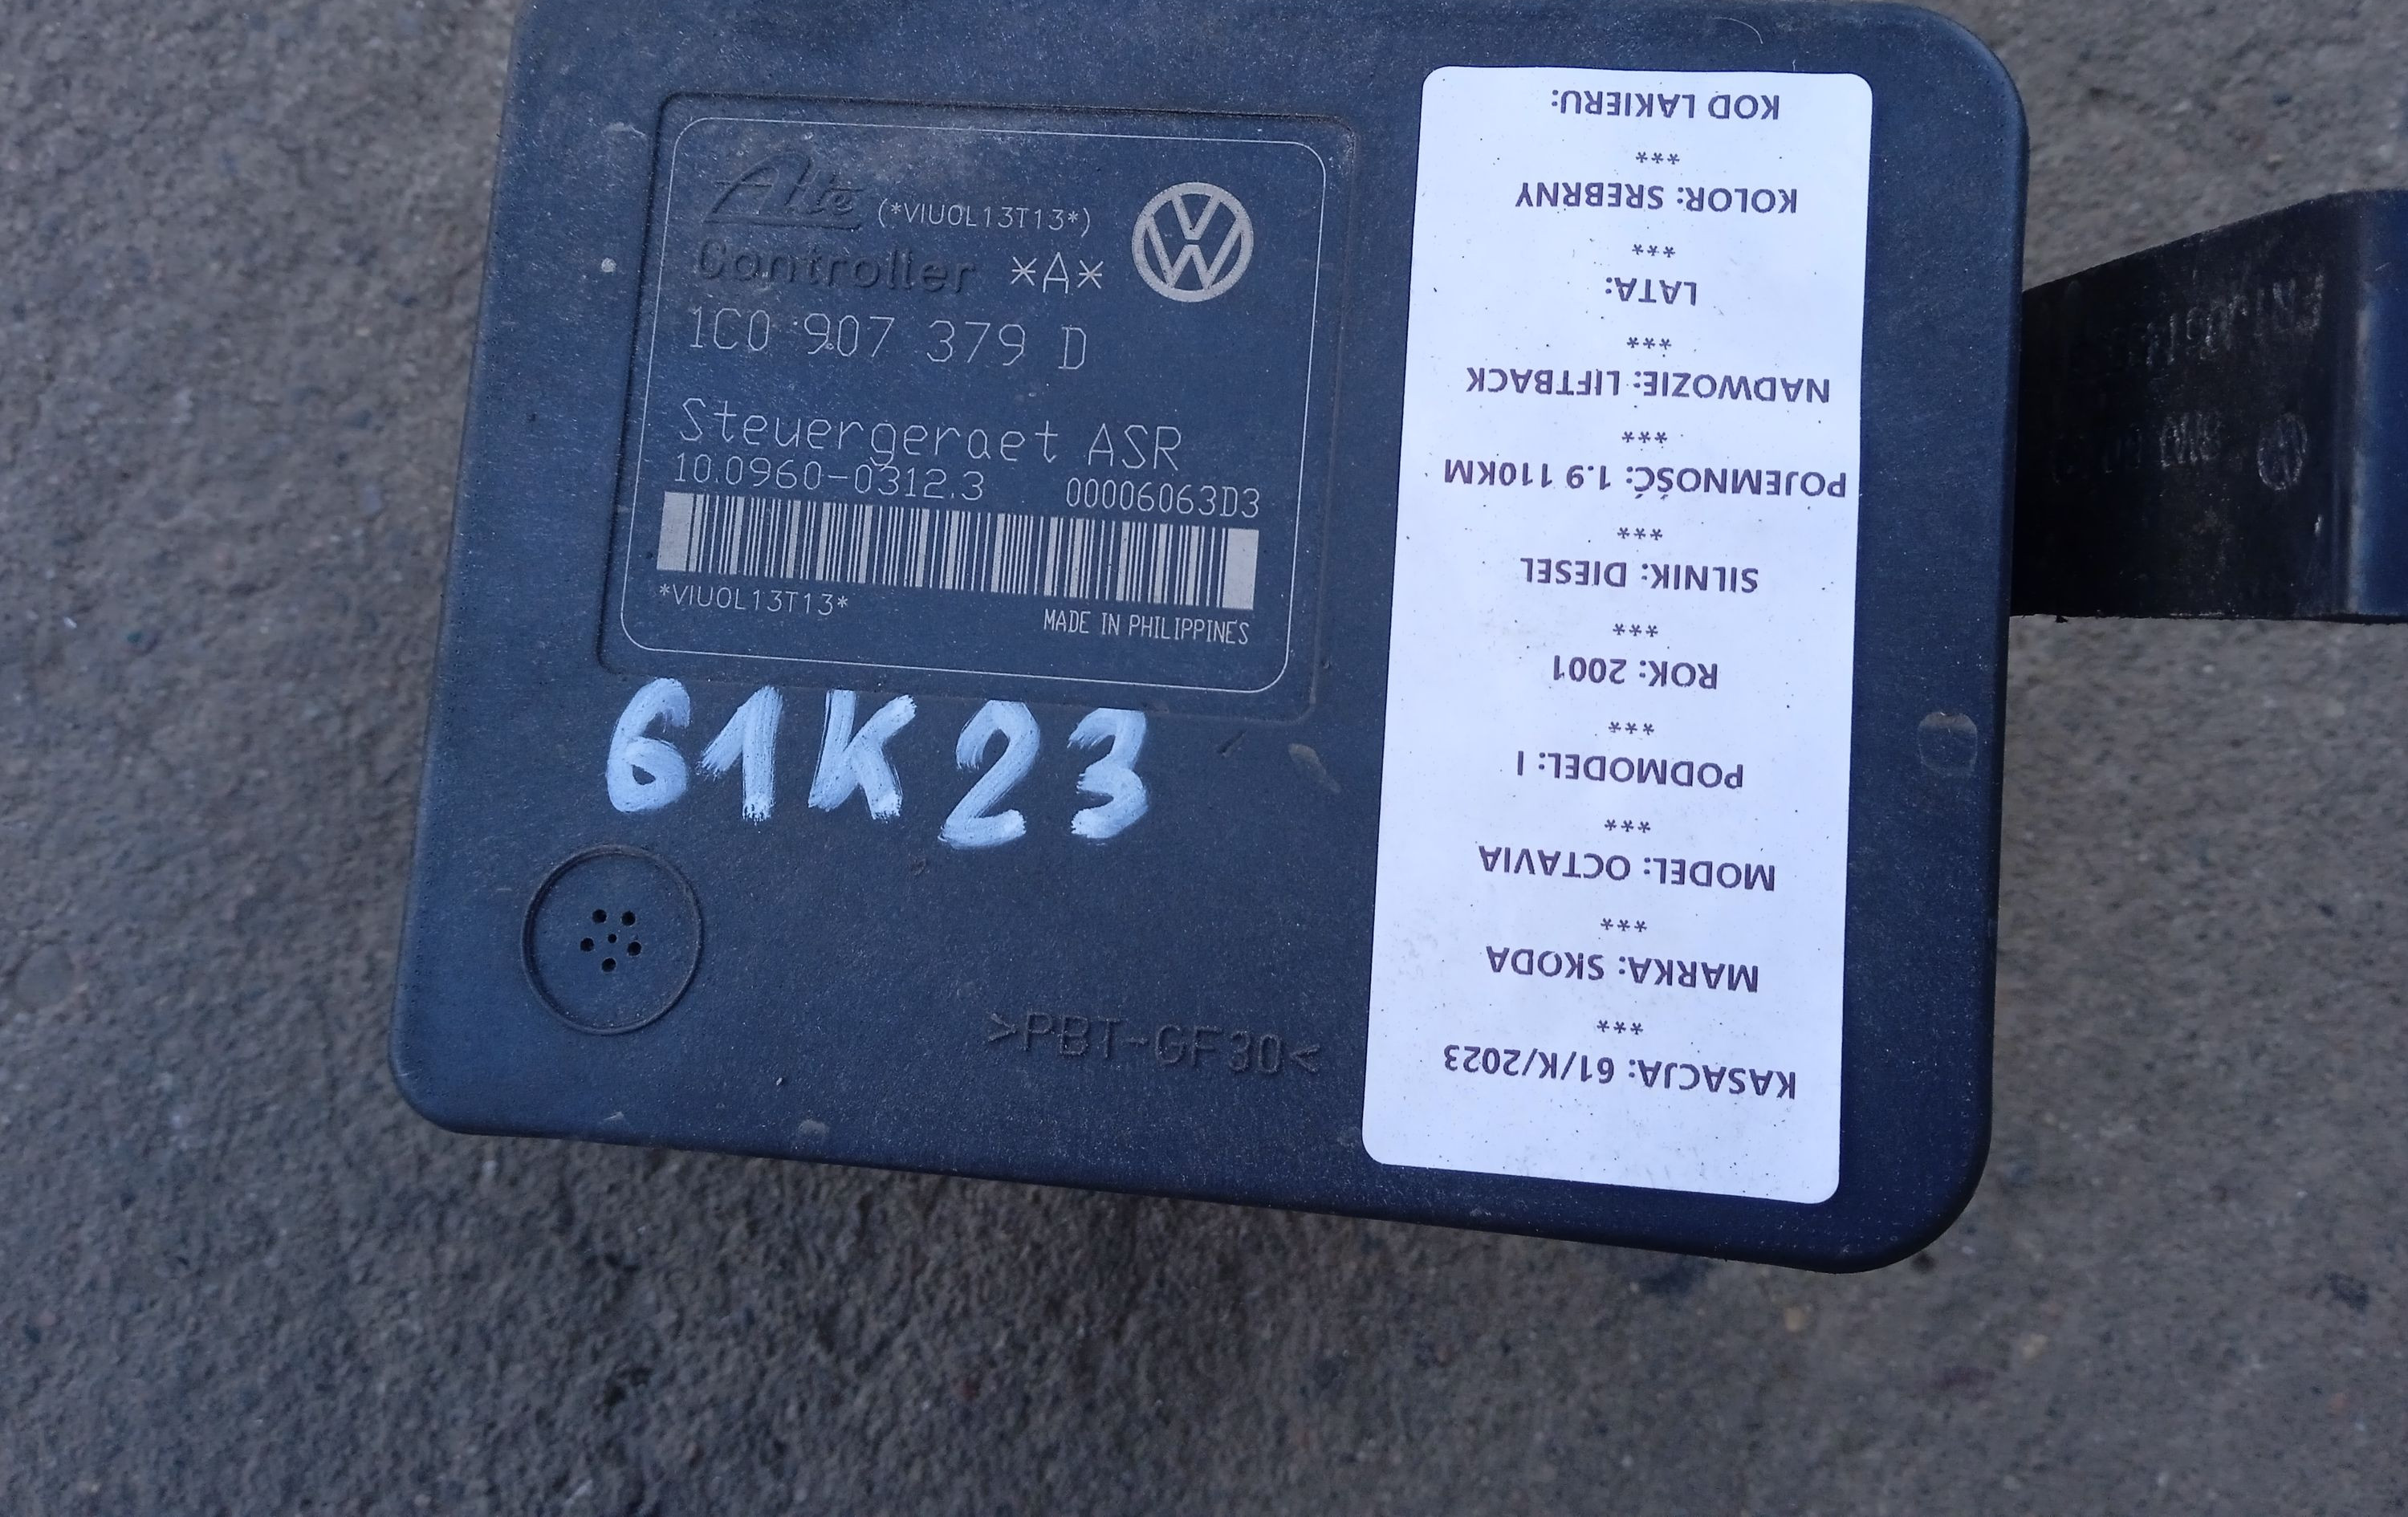 Ate (*VIU0L13T13*)
Controller *A*
1C0 907 379 D
Steuergeraet ASR
10.0960-0312.3 00006063D3
*VIU0L13T13*
MADE IN PHILIPPINES
61K23
>PBT-GF30<
KASACJA: 61/K/2023
***
MARKA: SKODA
***
MODEL: OCTAVIA
***
PODMODEL: I
***
ROK: 2001
***
SILNIK: DIESEL
***
POJEMNOŚĆ: 1.9 110KM
***
NADWOZIE: LIFTBACK
***
LATA:
***
KOLOR: SREBRNY
***
KOD LAKIERU: